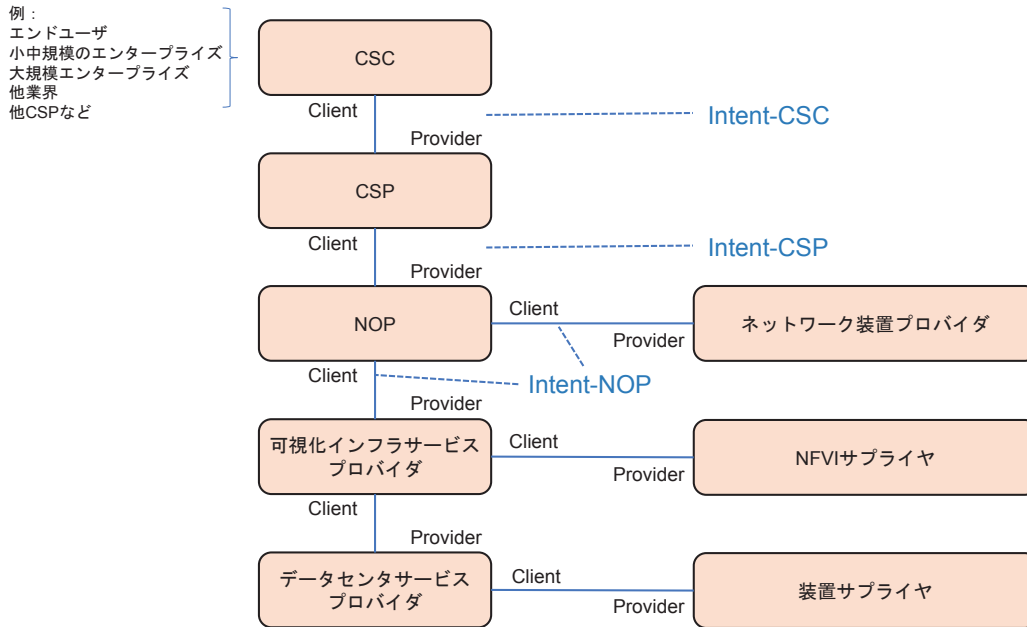 例：
エンドユーザ
小中規模のエンタープライズ
大規模エンタープライズ
他業界
他CSPなど
CSC
Client
Provider
Intent-CSC
CSP
Client
Provider
Intent-CSP
NOP
Client
Provider
ネットワーク装置プロバイダ
Client
Provider
Intent-NOP
可視化インフラサービス
プロバイダ
Client
Provider
NFVIサプライヤ
Client
Provider
データセンタサービス
プロバイダ
Client
Provider
装置サプライヤ